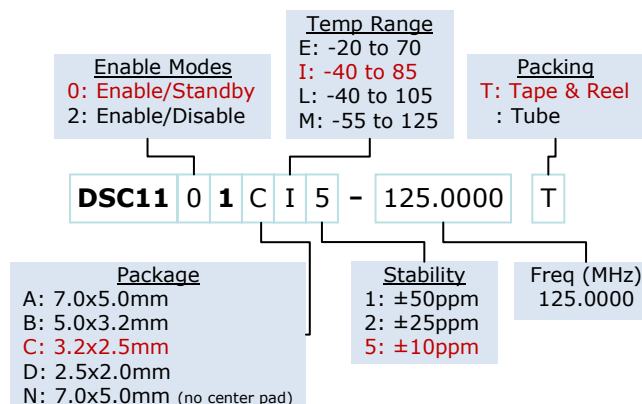 Temp Range
E: -20 to 70
I: -40 to 85
L: -40 to 105
M: -55 to 125
Enable Modes
0: Enable/Standby
2: Enable/Disable
Packing
T: Tape & Reel
: Tube
DSC11 0 1 C I 5 - 125.0000 T
Package
A: 7.0x5.0mm
B: 5.0x3.2mm
C: 3.2x2.5mm
D: 2.5x2.0mm
N: 7.0x5.0mm (no center pad)
Stability
1: ±50ppm
2: ±25ppm
5: ±10ppm
Freq (MHz)
125.0000